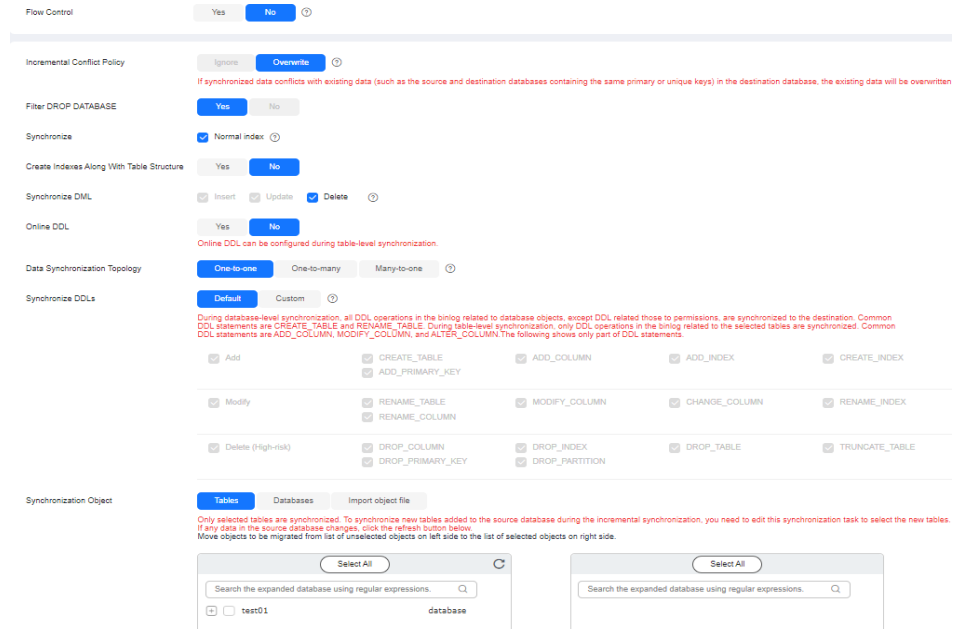 Flow Control Yes No ?
Incremental Conflict Policy Ignore Overwrite ?
If synchronized data conflicts with existing data (such as the source and destination databases containing the same primary or unique keys) in the destination database, the existing data will be overwritten
Filter DROP DATABASE Yes No
Synchronize Normal index ?
Create Indexes Along With Table Structure Yes No
Synchronize DML Insert Update Delete ?
Online DDL Yes No
Online DDL can be configured during table-level synchronization.
Data Synchronization Topology One-to-one One-to-many Many-to-one ?
Synchronize DDLs Default Custom ?
During database-level synchronization, all DDL operations in the binlog related to database objects, except DDL related those to permissions, are synchronized to the destination. Common
DDL statements are CREATE_TABLE and RENAME_TABLE. During table-level synchronization, only DDL operations in the binlog related to the selected tables are synchronized. Common
DDL statements are ADD_COLUMN, MODIFY_COLUMN, and ALTER_COLUMN.The following shows only part of DDL statements.
Add CREATE_TABLE ADD_COLUMN ADD_INDEX CREATE_INDEX
ADD_PRIMARY_KEY
Modify RENAME_TABLE MODIFY_COLUMN CHANGE_COLUMN RENAME_INDEX
RENAME_COLUMN
Delete (High-risk) DROP_COLUMN DROP_INDEX DROP_TABLE TRUNCATE_TABLE
DROP_PRIMARY_KEY DROP_PARTITION
Synchronization Object Tables Databases Import object file
Only selected tables are synchronized. To synchronize new tables added to the source database during the incremental synchronization, you need to edit this synchronization task to select the new tables.
If any data in the source database changes, click the refresh button below.
Move objects to be migrated from list of unselected objects on left side to the list of selected objects on right side.
Select All Select All
Search the expanded database using regular expressions. Search the expanded database using regular expressions.
test01 database